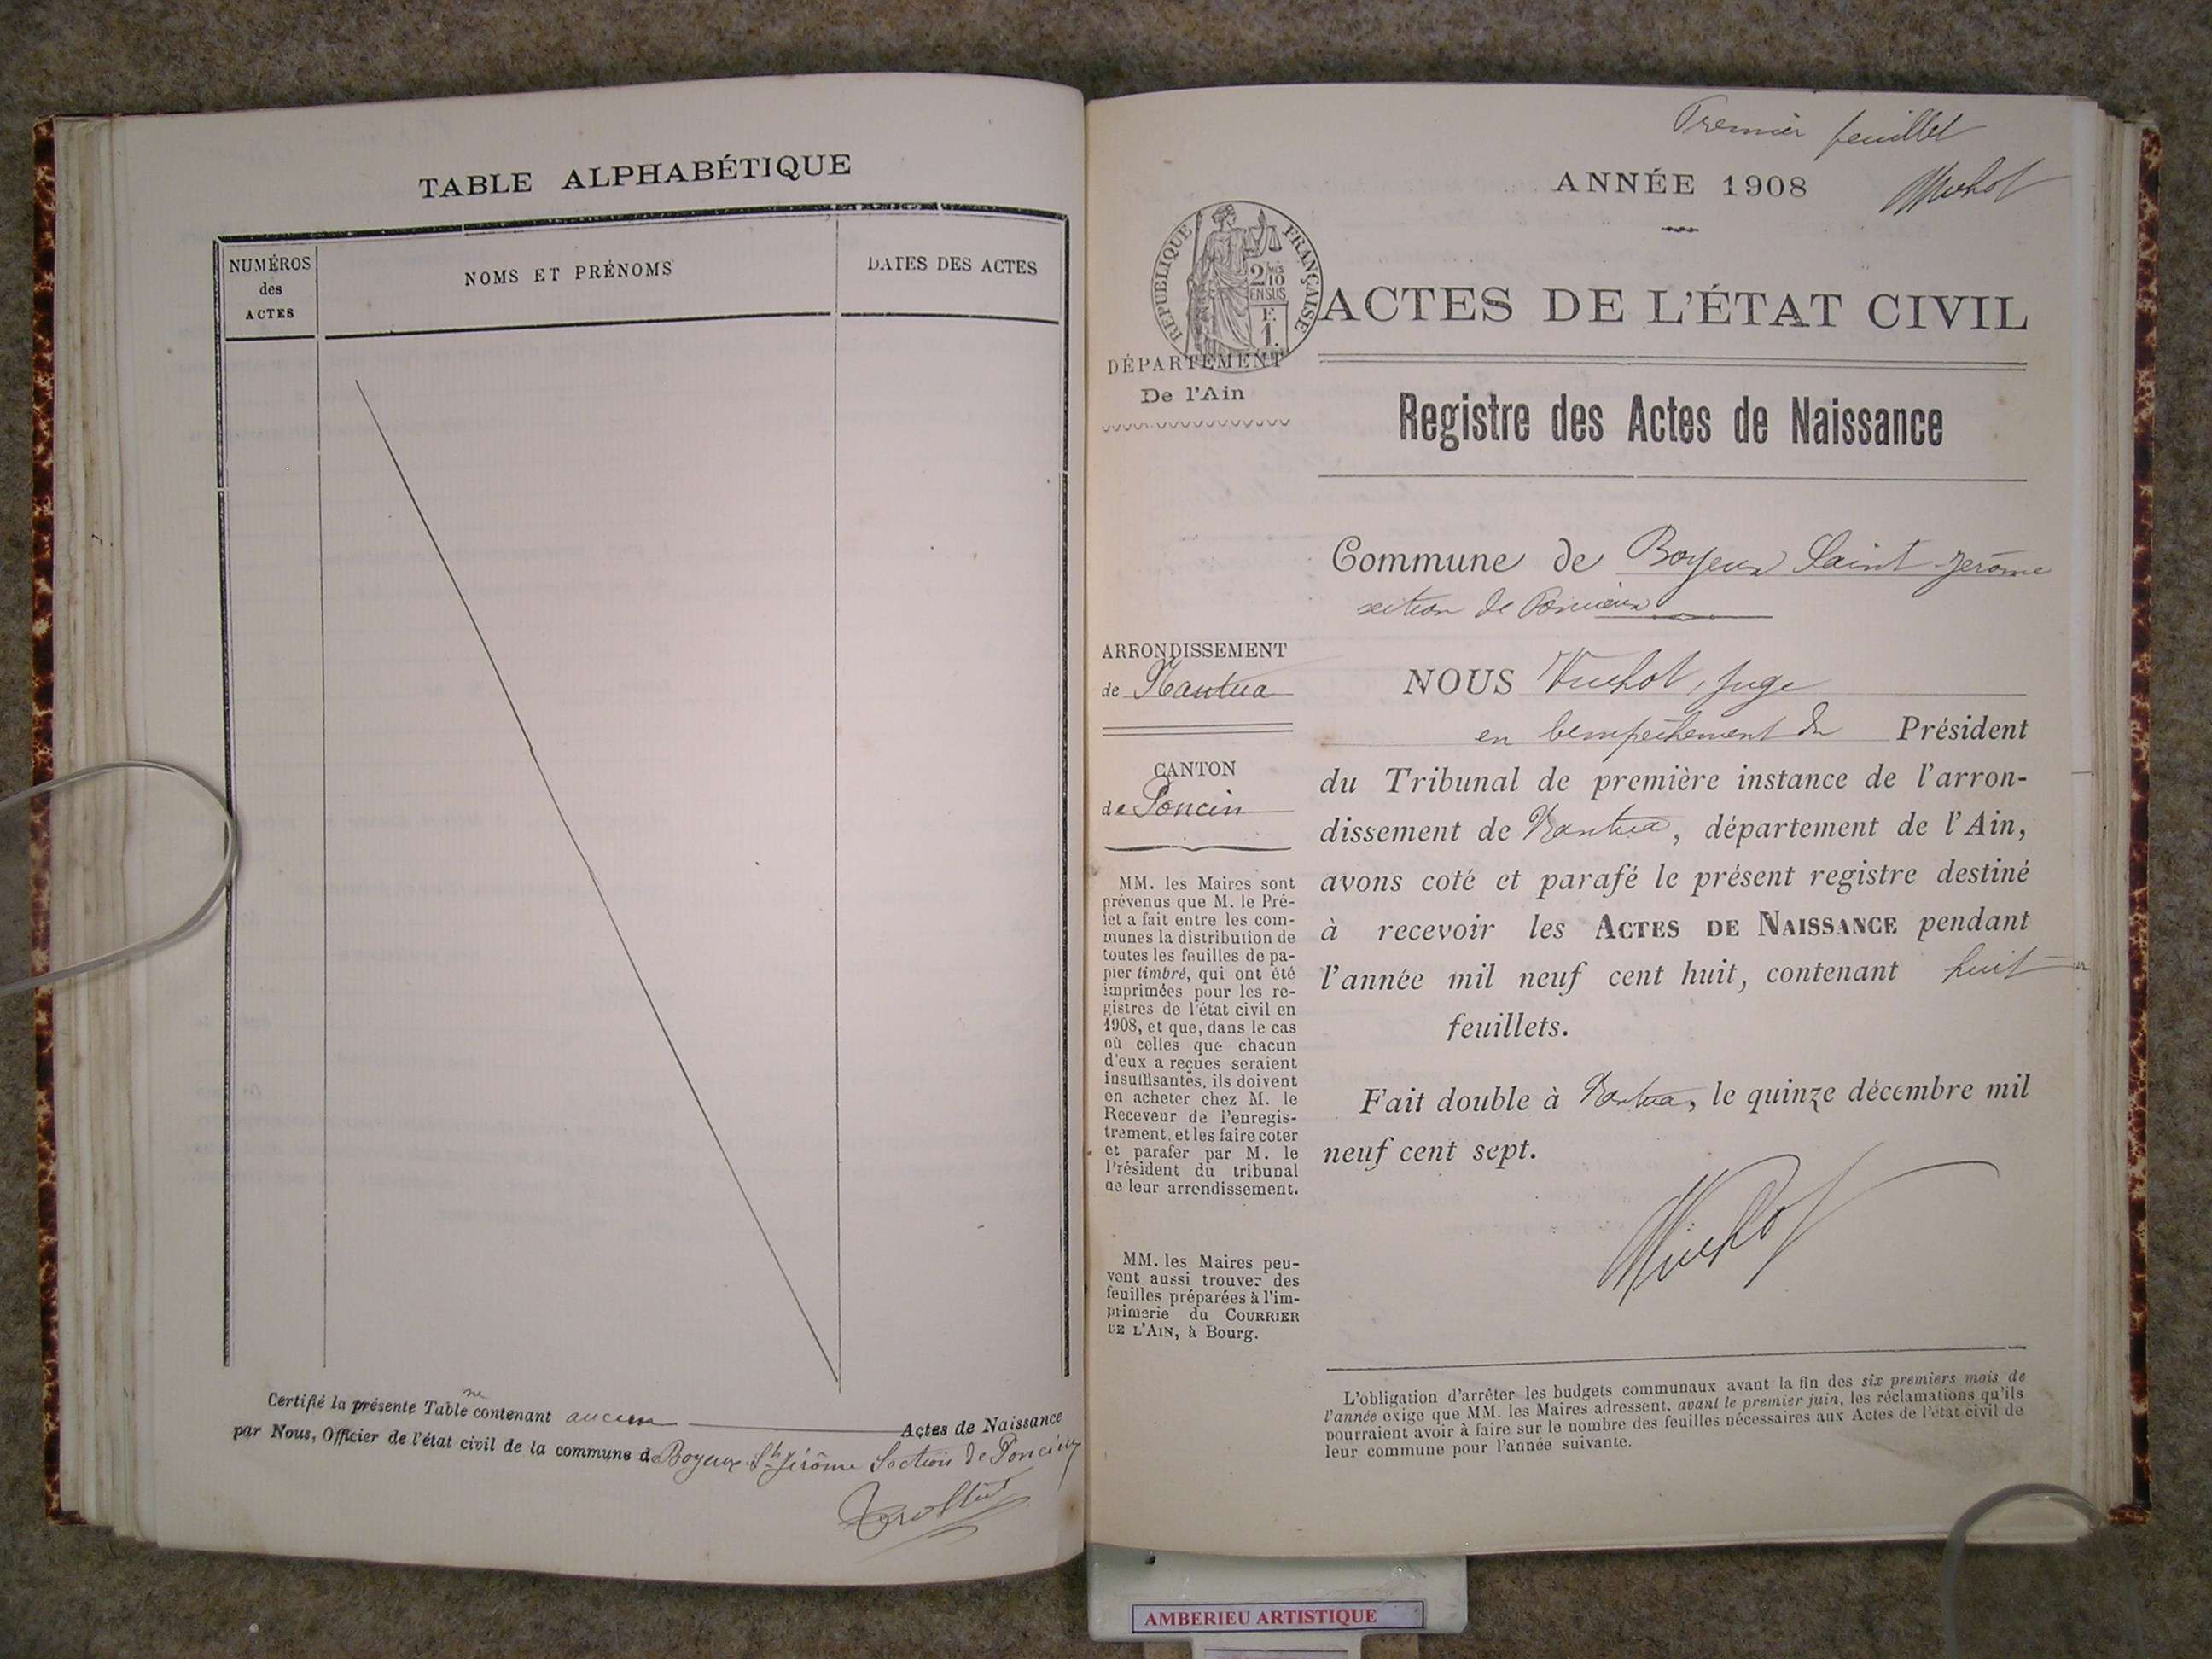 TABLE ALPHABÉTIQUE
NUMÉROS
des
ACTES
NOMS ET PRÉNOMS
DATES DES ACTES
Certifié la présente Table ne contenant aucun Actes de Naissance
par Nous, Officier de l'état civil de la commune de Boyeux St Jérôme Section de Poncieux
Premier feuillet
ANNÉE 1908
RÉPUBLIQUE FRANÇAISE
2/10
EN SUS
F.
1.
ACTES DE L'ÉTAT CIVIL
DÉPARTEMENT
De l'Ain
Registre des Actes de Naissance
Commune de Boyeux Saint-Jerôme
section de Poncieux
ARRONDISSEMENT
de Nantua
CANTON
de Poncin
MM. les Maires sont
prévenus que M. le Pré-
fet a fait entre les com-
munes la distribution de
toutes les feuilles de pa-
pier timbré, qui ont été
imprimées pour les re-
gistres de l'état civil en
1908, et que, dans le cas
où celles que chacun
d'eux a reçues seraient
insuffisantes, ils doivent
en acheter chez M. le
Receveur de l'enregis-
trement, et les faire coter
et parafer par M. le
Président du tribunal
de leur arrondissement.
MM. les Maires peu-
vent aussi trouver des
feuilles préparées à l'im-
primerie du COURRIER
DE L'AIN, à Bourg.
NOUS juge
en l'empêchement du Président
du Tribunal de première instance de l'arron-
dissement de Nantua, département de l'Ain,
avons coté et parafé le présent registre destiné
à recevoir les ACTES DE NAISSANCE pendant
l'année mil neuf cent huit, contenant huit
feuillets.
Fait double à Nantua, le quinze décembre mil
neuf cent sept.
L'obligation d'arrêter les budgets communaux avant la fin des six premiers mois de
l'année exige que MM. les Maires adressent, avant le premier juin, les réclamations qu'ils
pourraient avoir à faire sur le nombre des feuilles nécessaires aux Actes de l'état civil de
leur commune pour l'année suivante.
AMBERIEU ARTISTIQUE